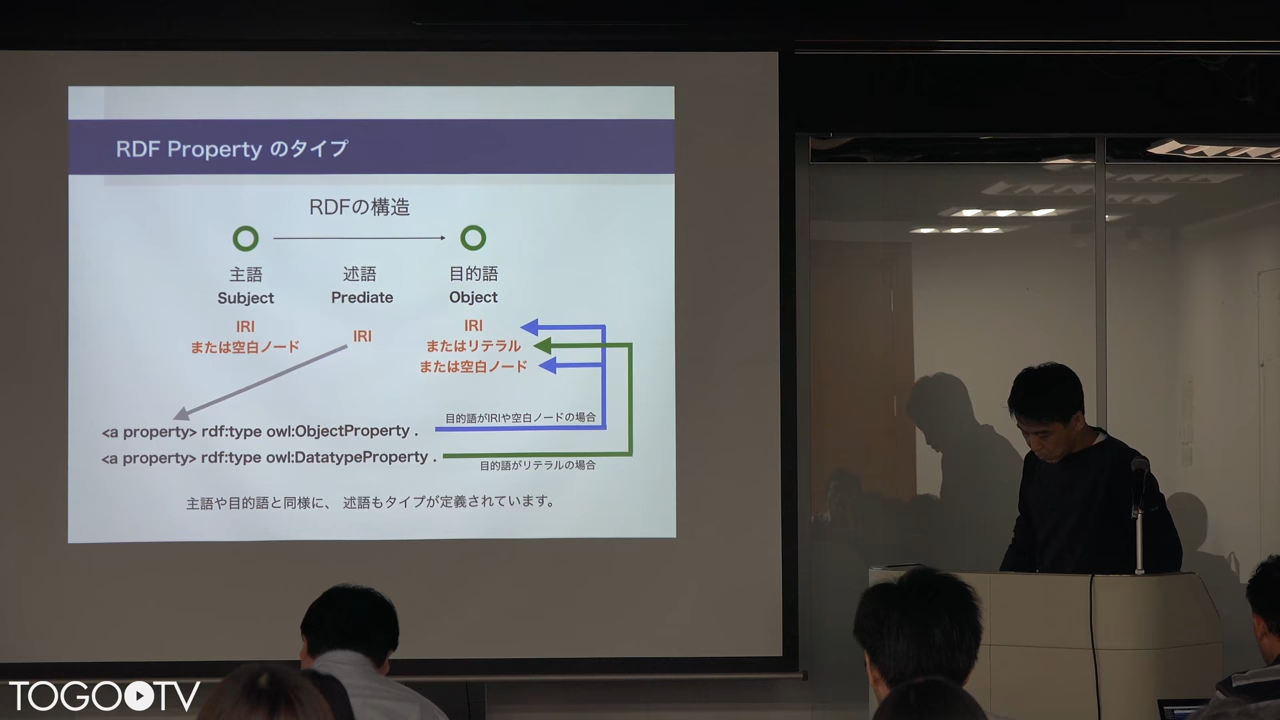 RDF Property のタイプ
RDFの構造
主語 述語 目的語
Subject Prediate Object
IRI IRI IRI
または空白ノード またはリテラル
または空白ノード
目的語がIRIや空白ノードの場合
<a property> rdf:type owl:ObjectProperty .
<a property> rdf:type owl:DatatypeProperty .
目的語がリテラルの場合
主語や目的語と同様に、 述語もタイプが定義されています。
TOGOTV